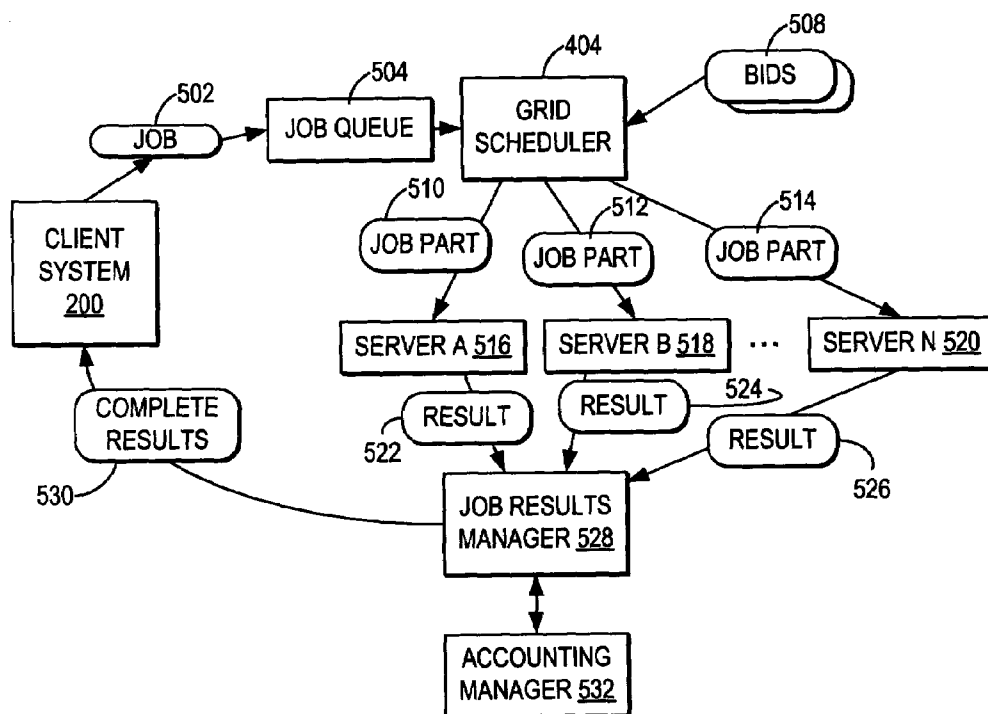 508
404
BIDS
504
502
GRID
SCHEDULER
JOB QUEUE
JOB
510
512
514
CLIENT
SYSTEM
200
JOB PART
JOB PART
JOB PART
SERVER A 516
SERVER B 518
...
SERVER N 520
COMPLETE
RESULTS
524
RESULT
RESULT
RESULT
522
526
530
JOB RESULTS
MANAGER 528
ACCOUNTING
MANAGER 532